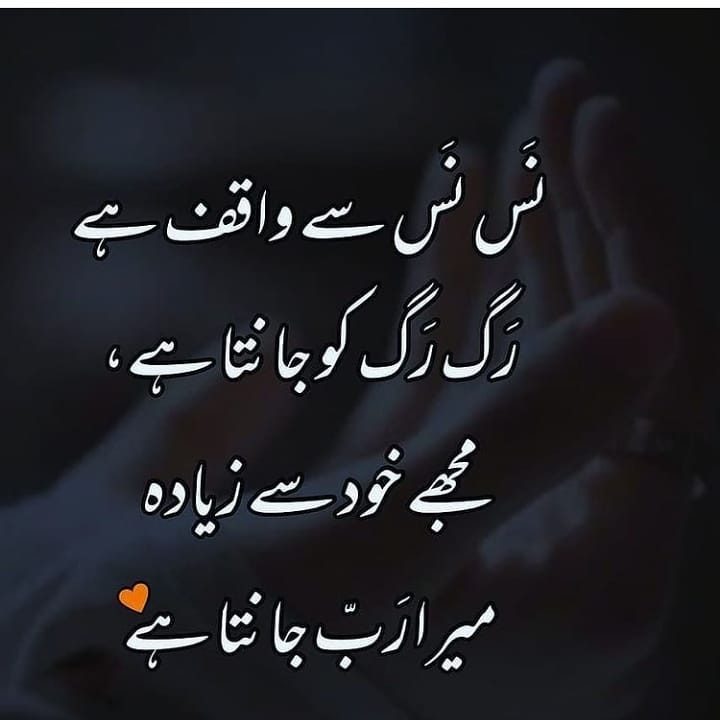 نَس نَس سے واقف ہے
رَگ رَگ کو جانتا ہے ،
مجھے خود سے زیادہ
میرا رَبّ جانتا ہے